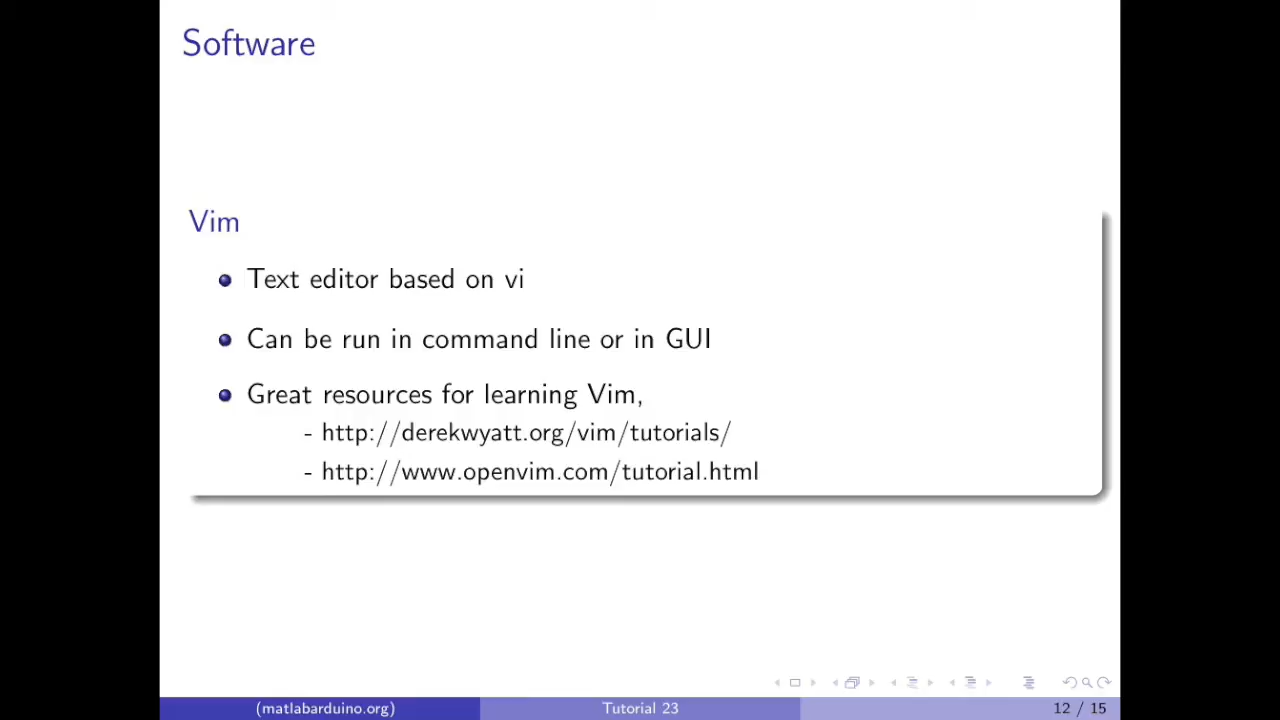 Software
Vim
Text editor based on vi
Can be run in command line or in GUI
Great resources for learning Vim,
- http://derekwyatt.org/vim/tutorials/
- http://www.openvim.com/tutorial.html
(matlabarduino.org) Tutorial 23 12 / 15